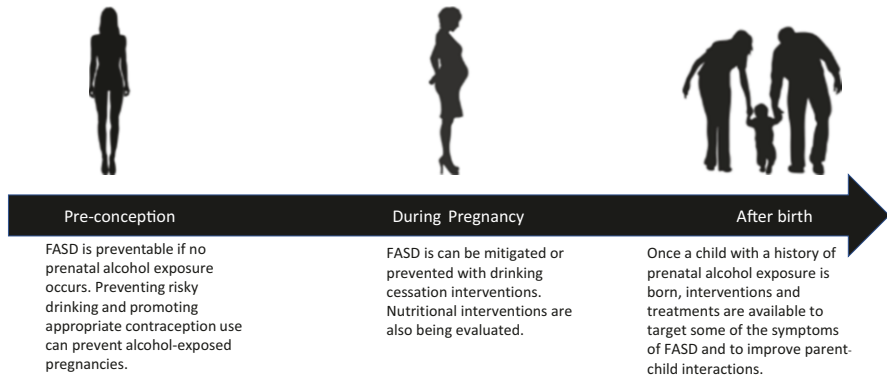 Pre-conception
FASD is preventable if no
prenatal alcohol exposure
occurs. Preventing risky
drinking and promoting
appropriate contraception use
can prevent alcohol-exposed
pregnancies.
During Pregnancy
FASD is can be mitigated or
prevented with drinking
cessation interventions.
Nutritional interventions are
also being evaluated.
After birth
Once a child with a history of
prenatal alcohol exposure is
born, interventions and
treatments are available to
target some of the symptoms
of FASD and to improve parent-
child interactions.